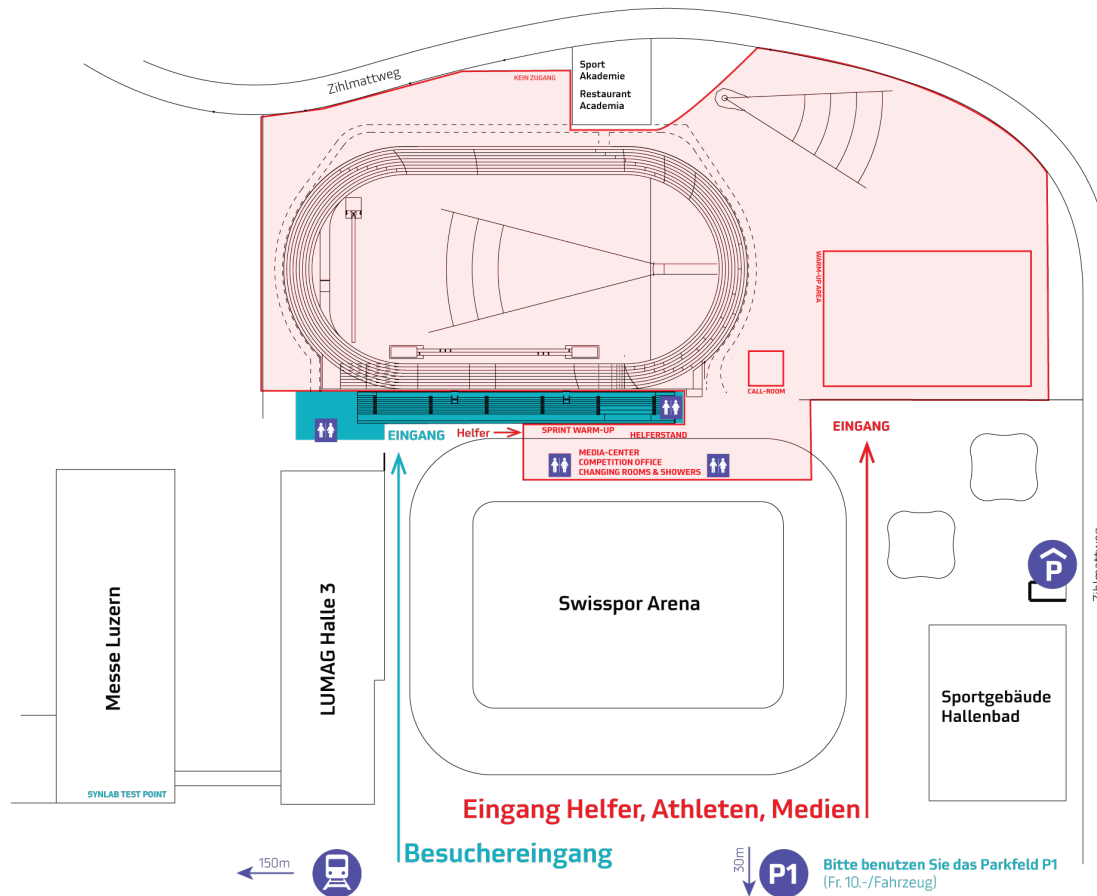 Zihlmattweg
KEIN ZUGANG
Sport
Akademie
Restaurant
Academia
WARM-UP AREA
CALL-ROOM
EINGANG
Helfer
SPRINT WARM-UP
HELFERSTAND
EINGANG
MEDIA-CENTER
COMPETITION OFFICE
CHANGING ROOMS & SHOWERS
P
Zihlmattweg
Messe Luzern
LUMAG Halle 3
Swisspor Arena
Sportgebäude
Hallenbad
SYNLAB TEST POINT
Eingang Helfer, Athleten, Medien
Besuchereingang
150m
30m
P1
Bitte benutzen Sie das Parkfeld P1
(Fr. 10.-/Fahrzeug)